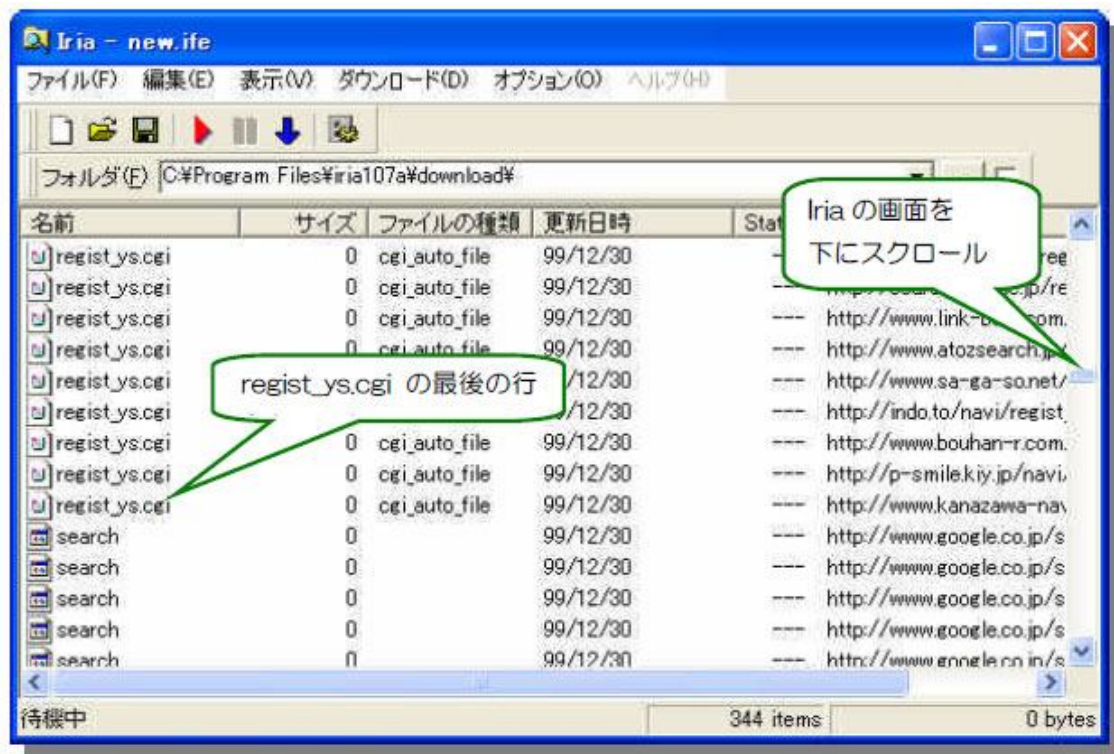 Iria - new.ife
ファイル(F) 編集(E) 表示(V) ダウンロード(D) オプション(O) ヘルプ(H)
フォルダ(F) C:¥Program Files¥iria107a¥download¥
Iria の画面を
下にスクロール
名前 サイズ ファイルの種類 更新日時 Stat
regist_ys.cgi 0 cgi_auto_file 99/12/30
regist_ys.cgi 0 cgi_auto_file 99/12/30
regist_ys.cgi 0 cgi_auto_file 99/12/30 --- http://www.link-
regist_ys.cgi 0 cgi_auto_file 99/12/30 --- http://www.atozsearch.jp/
regist_ys.cgi /12/30 --- http://www.sa-ga-so.net/
regist_ys.cgi の最後の行
regist_ys.cgi /12/30 --- http://indo.to/navi/regist_
regist_ys.cgi 0 cgi_auto_file 99/12/30 --- http://www.bouhan-r.com.
regist_ys.cgi 0 cgi_auto_file 99/12/30 --- http://p-smile.kiy.jp/navi
regist_ys.cgi 0 cgi_auto_file 99/12/30 --- http://www.kanazawa-nav
search 0 99/12/30 --- http://www.google.co.jp/s
search 0 99/12/30 --- http://www.google.co.jp/s
search 0 99/12/30 --- http://www.google.co.jp/s
search 0 99/12/30 --- http://www.google.co.jp/s
search 0 99/12/30 --- http://www.google.co.jp/s
待機中 344 items 0 bytes